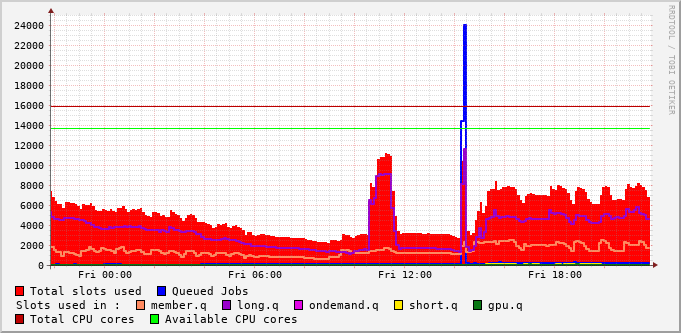 RRDTOOL / TOBI OETIKER
24000
22000
20000
18000
16000
14000
12000
10000
8000
6000
4000
2000
0
Fri 00:00 Fri 06:00 Fri 12:00 Fri 18:00
Total slots used Queued Jobs
Slots used in : member.q long.q ondemand.q short.q gpu.q
Total CPU cores Available CPU cores